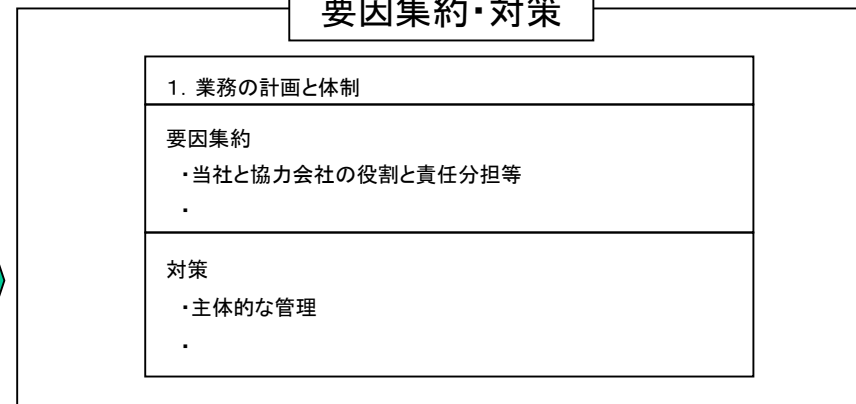 要因集約・対策
１．業務の計画と体制
要因集約
・当社と協力会社の役割と責任分担等
・
対策
・主体的な管理
・